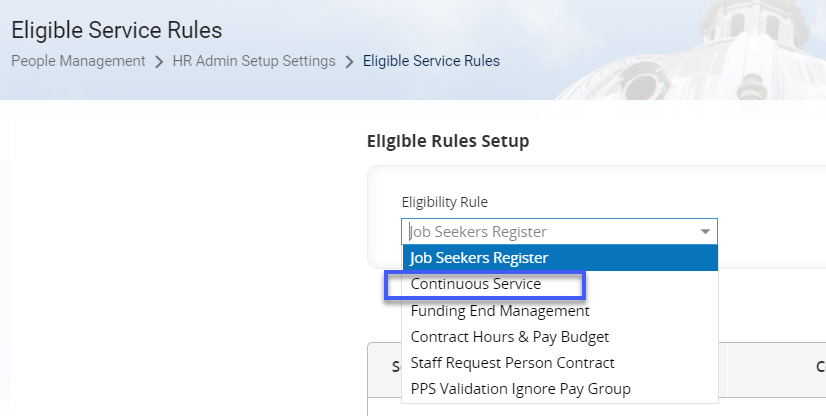 Eligible Service Rules
People Management > HR Admin Setup Settings > Eligible Service Rules
Eligible Rules Setup
Eligibility Rule
Job Seekers Register
Job Seekers Register
Continuous Service
Funding End Management
Contract Hours & Pay Budget
Staff Request Person Contract
PPS Validation Ignore Pay Group